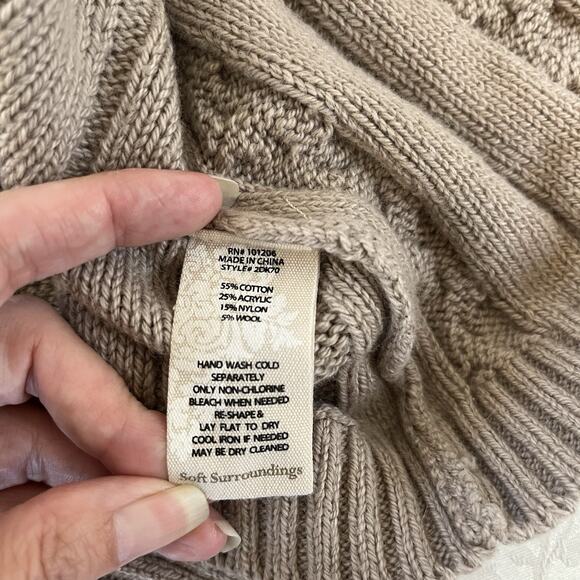 RN# 101206
MADE IN CHINA
STYLE# 2DK70
55% COTTON
25% ACRYLIC
15% NYLON
5% WOOL
HAND WASH COLD
SEPARATELY
ONLY NON-CHLORINE
BLEACH WHEN NEEDED
RE-SHAPE &
LAY FLAT TO DRY
COOL IRON IF NEEDED
MAY BE DRY CLEANED
Soft Surroundings